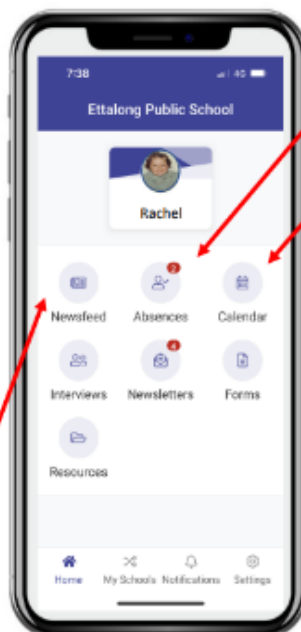 7:38
4G
Ettalong Public School
Rachel
2
Newsfeed Absences Calendar
4
Interviews Newsletters Forms
Resources
Home My Schools Notifications Settings